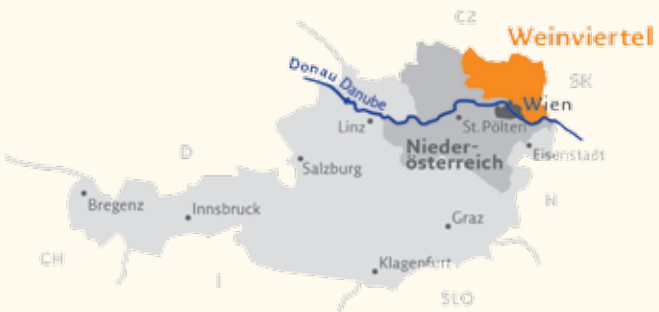 CZ
Weinviertel
Donau Danube
SK
Wien
Linz
St.Pölten
Nieder-
österreich
Eisenstadt
D
Salzburg
Bregenz
Innsbruck
N
Graz
CH
Klagenfurt
I
SLO